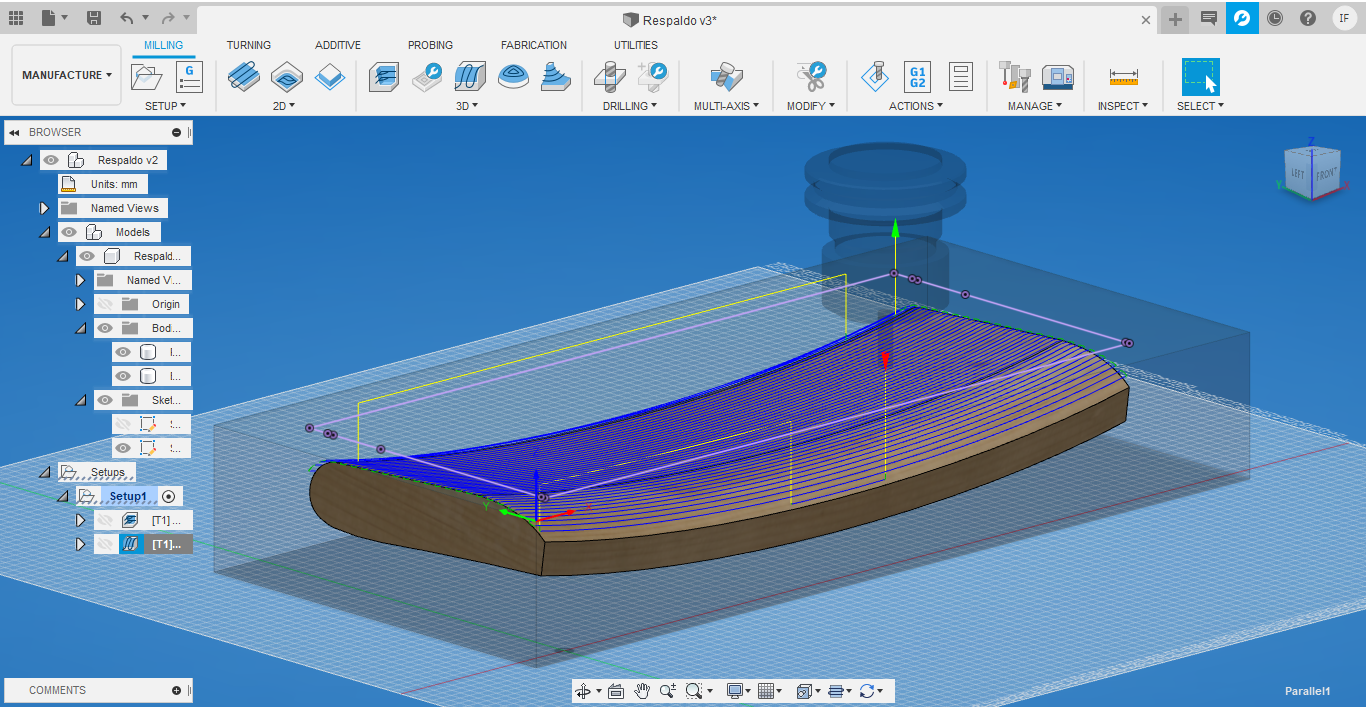 Respaldo v3*
IF
MILLING TURNING ADDITIVE PROBING FABRICATION UTILITIES
MANUFACTURE
G
G1
G2
SETUP 2D 3D DRILLING MULTI-AXIS MODIFY ACTIONS MANAGE INSPECT SELECT
BROWSER
Respaldo v2
Units: mm
Named Views
Models
Respald...
Named V...
Origin
Bod...
I...
I...
Sket...
:...
:...
Setups
Setup1
[T1] ...
[T1]...
Z
LEFT FRONT
Y X
Y
COMMENTS
Parallel1